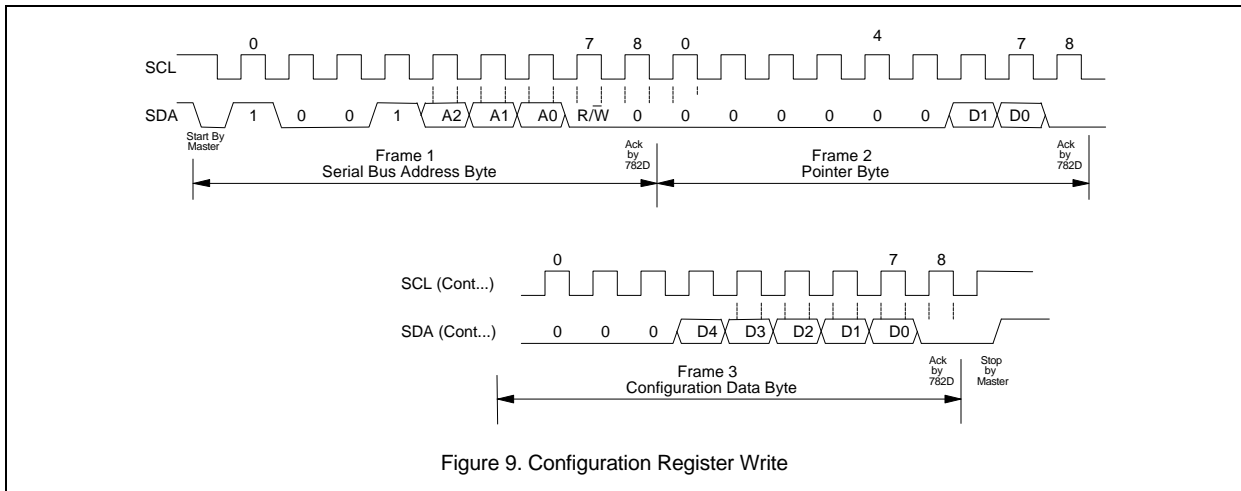 0 7 8 0 4 7 8
SCL
SDA 1 0 0 1 A2 A1 A0 R/W̅ 0 0 0 0 0 0 0 D1 D0
Start By
Master
Ack
by
782D
Ack
by
782D
Frame 1
Serial Bus Address Byte
Frame 2
Pointer Byte
0 7 8
SCL (Cont...)
SDA (Cont...) 0 0 0 D4 D3 D2 D1 D0
Ack
by
782D
Stop
by
Master
Frame 3
Configuration Data Byte
Figure 9. Configuration Register Write